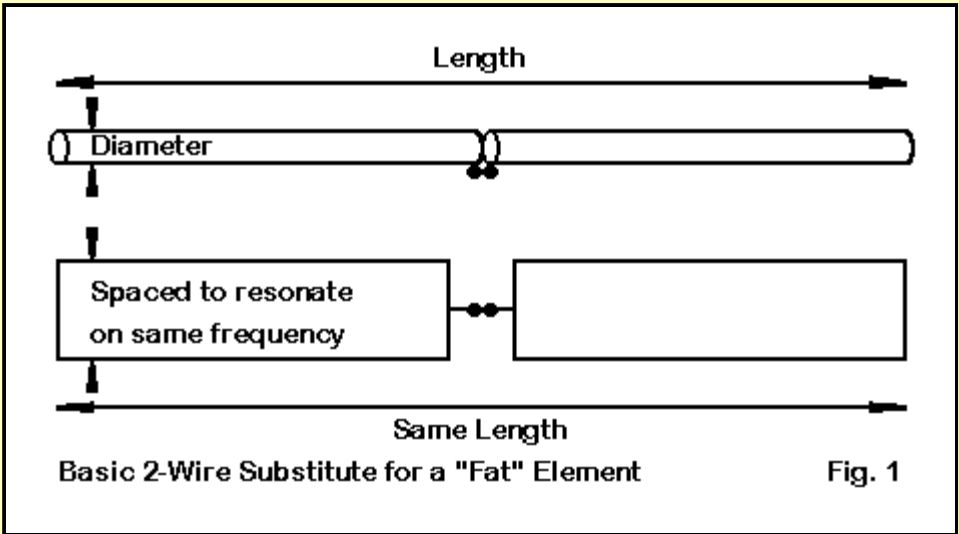 Length
Diameter
Spaced to resonate
on same frequency
Same Length
Basic 2-Wire Substitute for a "Fat" Element Fig. 1